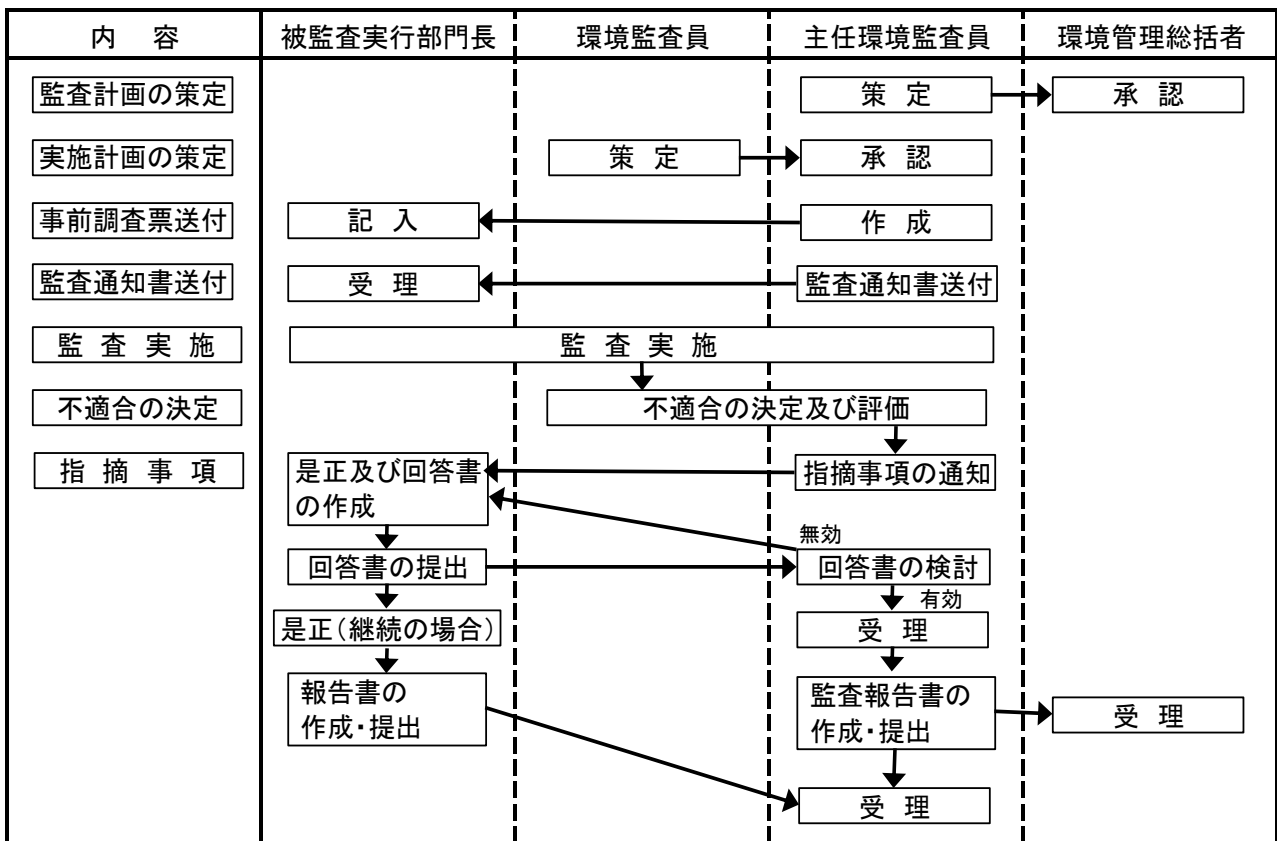 内　容
被監査実行部門長
環境監査員
主任環境監査員
環境管理総括者
監査計画の策定
策 定
承 認
実施計画の策定
策 定
承 認
事前調査票送付
記 入
作 成
監査通知書送付
受 理
監査通知書送付
監 査 実 施
監 査 実 施
不適合の決定
不適合の決定及び評価
指 摘 事 項
是正及び回答書
の作成
指摘事項の通知
無効
回答書の提出
回答書の検討
有効
是正(継続の場合)
受 理
報告書の
作成・提出
監査報告書の
作成・提出
受 理
受 理